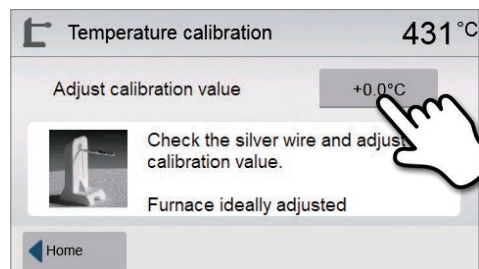 Temperature calibration 431°C
Adjust calibration value +0.0°C
Check the silver wire and adjust
calibration value.
Furnace ideally adjusted
Home